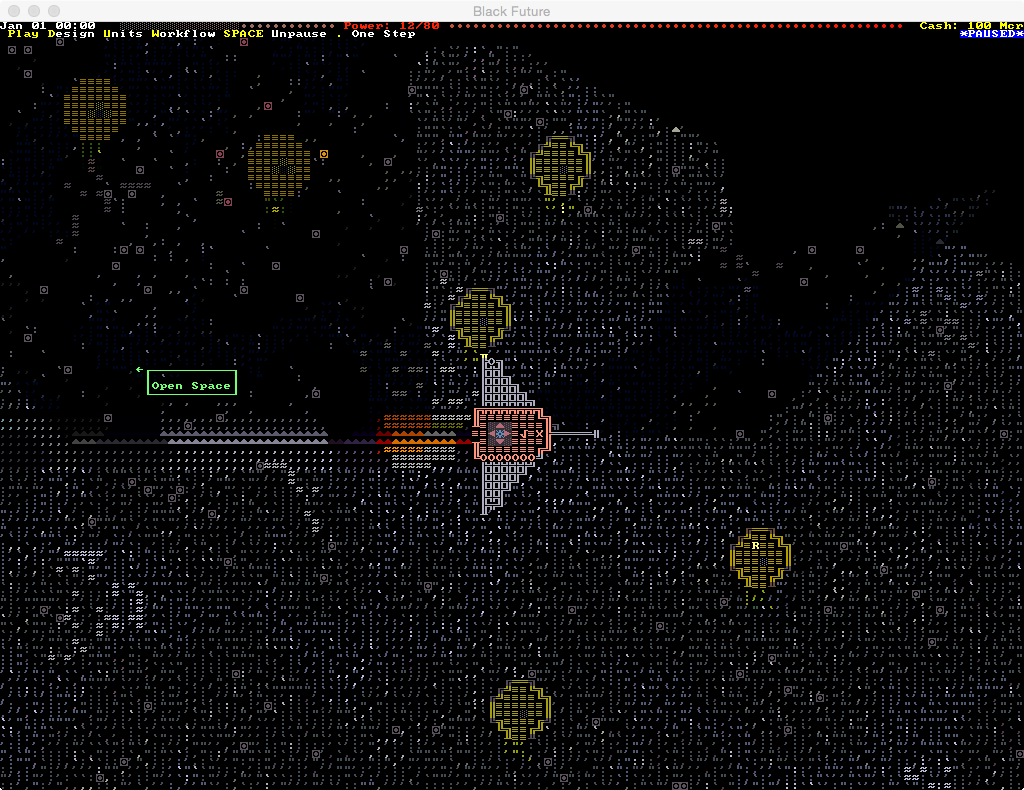 Black Future
Jan 01 00:00 Power: 12/80 Cash: 100 Mcr
Play Design Units Workflow SPACE Unpause . One Step *PAUSED*
Open Space
R